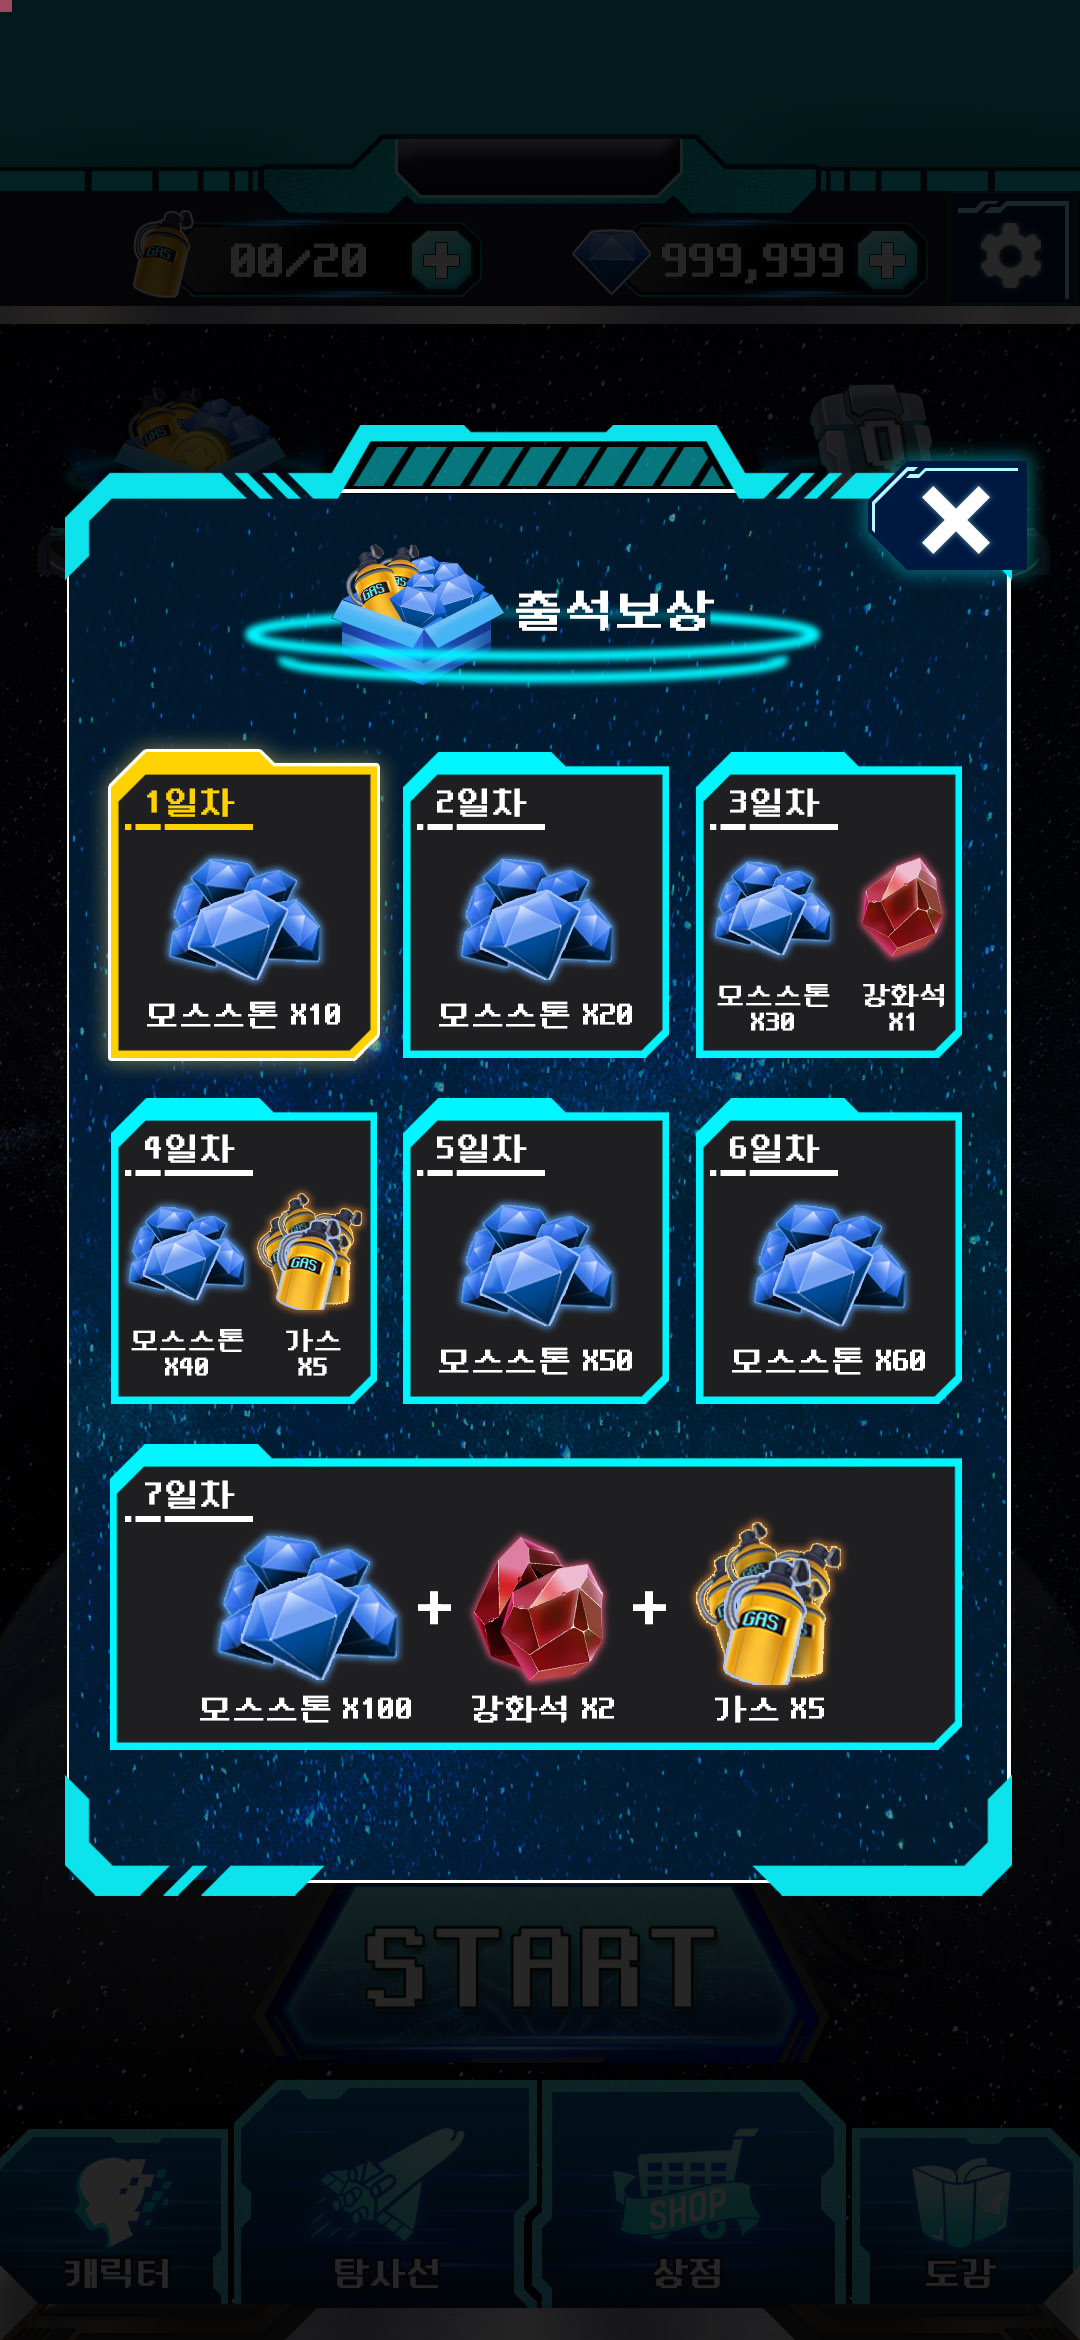 00/20
999,999
출석보상
1일차
모스스톤 X10
2일차
모스스톤 X20
3일차
모스스톤
X30
강화석
X1
4일차
GAS
모스스톤
X40
가스
X5
5일차
모스스톤 X50
6일차
모스스톤 X60
7일차
+
+
GAS
모스스톤 X100
강화석 X2
가스 X5
START
SHOP
캐릭터
탐사선
상점
도감